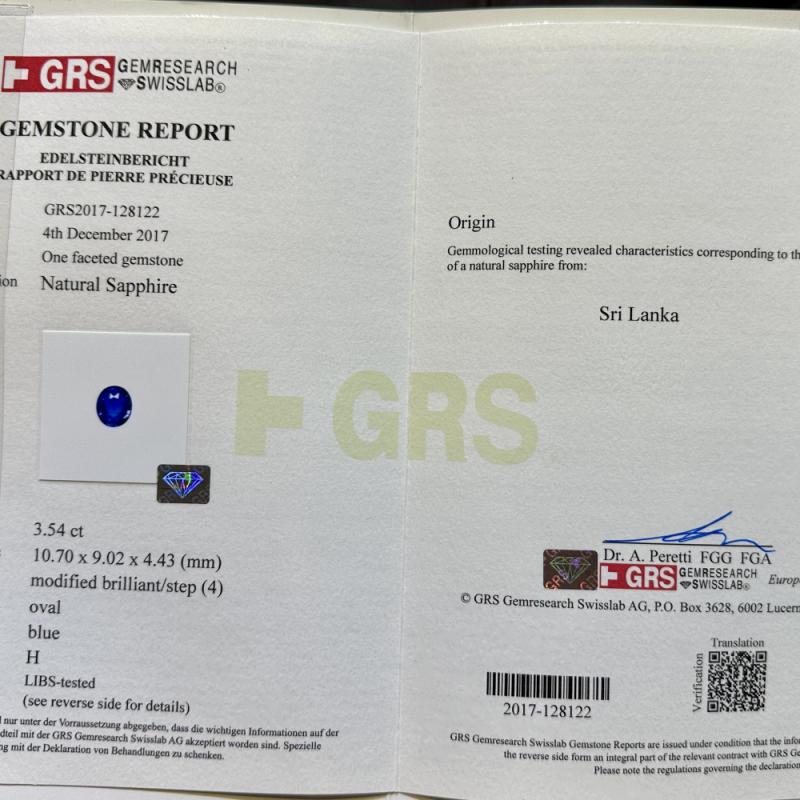 GRS GEMRESEARCH
SWISSLAB®
GEMSTONE REPORT
EDELSTEINBERICHT
RAPPORT DE PIERRE PRÉCIEUSE
GRS2017-128122
4th December 2017
One faceted gemstone
ion Natural Sapphire
3.54 ct
10.70 x 9.02 x 4.43 (mm)
modified brilliant/step (4)
oval
blue
H
LIBS-tested
(see reverse side for details)
nur unter der Vorraussetzung abgegeben, dass die wichtigen Informationen auf der
dteil mit der GRS Gemresearch Swisslab AG akzeptiert worden sind. Spezielle
ng mit der Deklaration von Behandlungen zu schenken.
GRS
Origin
Gemmological testing revealed characteristics corresponding to th
of a natural sapphire from:
Sri Lanka
Dr. A. Peretti FGG FGA
GRS GEMRESEARCH
SWISSLAB®
Europ
© GRS Gemresearch Swisslab AG, P.O. Box 3628, 6002 Lucern
Translation
Verification
2017-128122
GRS Gemresearch Swisslab Gemstone Reports are issued under condition that the info
the reverse side form an integral part of the relevant contract with GRS Ge
Please note the regulations governing the declaration